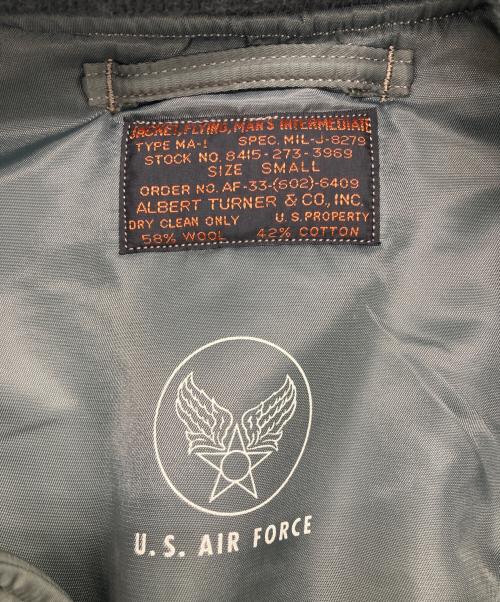 JACKET, FLYING, MAN'S INTERMEDIATE
TYPE MA-1 SPEC. MIL-J-8279
STOCK NO. 8415-273-3969
SIZE SMALL
ORDER NO. AF-33-(602)-6409
ALBERT TURNER & CO., INC.
DRY CLEAN ONLY U.S. PROPERTY
58% WOOL 42% COTTON
U. S. AIR FORCE